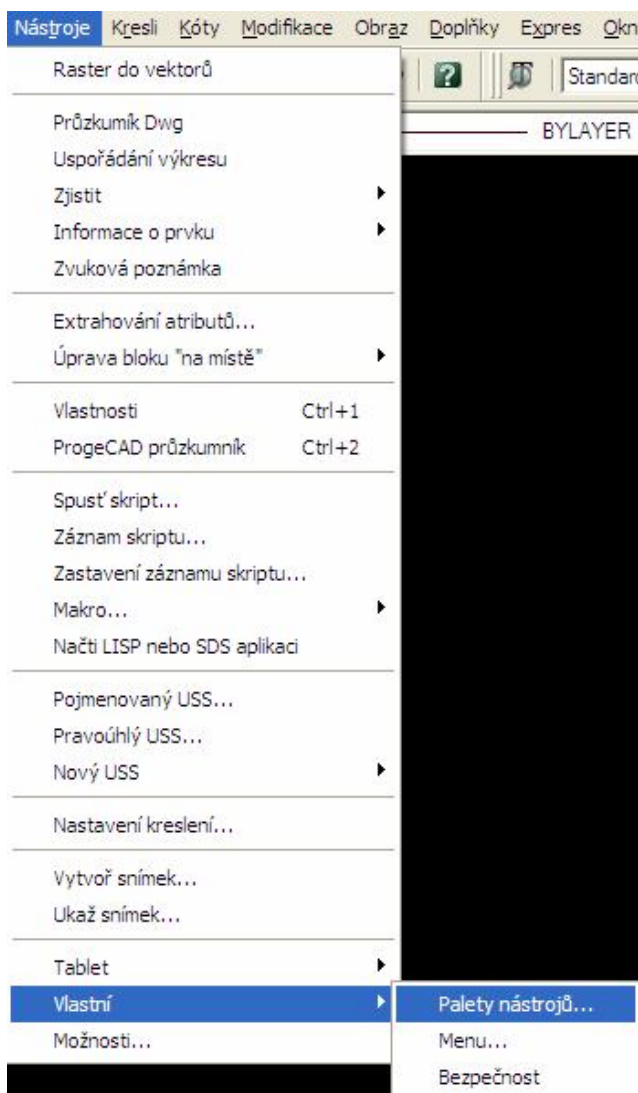 Nástroje Kresli Kóty Modifikace Obraz Doplňky Expres
Raster do vektorů
BYLAYER
Průzkumík Dwg
Uspořádání výkresu
Zjistit
Informace o prvku
Zvuková poznámka
Extrahování atributů...
Úprava bloku "na místě"
Vlastnosti Ctrl+1
ProgeCAD průzkumník Ctrl+2
Spusť skript...
Záznam skriptu...
Zastavení záznamu skriptu...
Makro...
Načti LISP nebo SDS aplikaci
Pojmenovaný USS...
Pravoúhlý USS...
Nový USS
Nastavení kreslení...
Vytvoř snímek...
Ukaž snímek...
Tablet
Vlastní Palety nástrojů...
Možnosti... Menu...
Bezpečnost